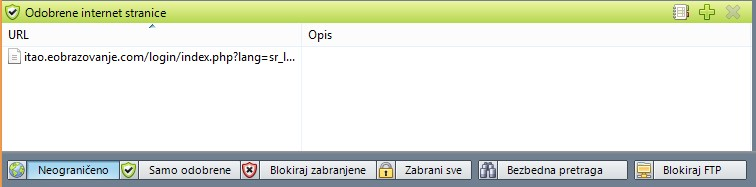 Odobrene internet stranice
URL Opis
itao.eobrazovanje.com/login/index.php?lang=sr_l...
Neograničeno Samo odobrene Blokiraj zabranjene Zabrani sve Bezbedna pretraga Blokiraj FTP